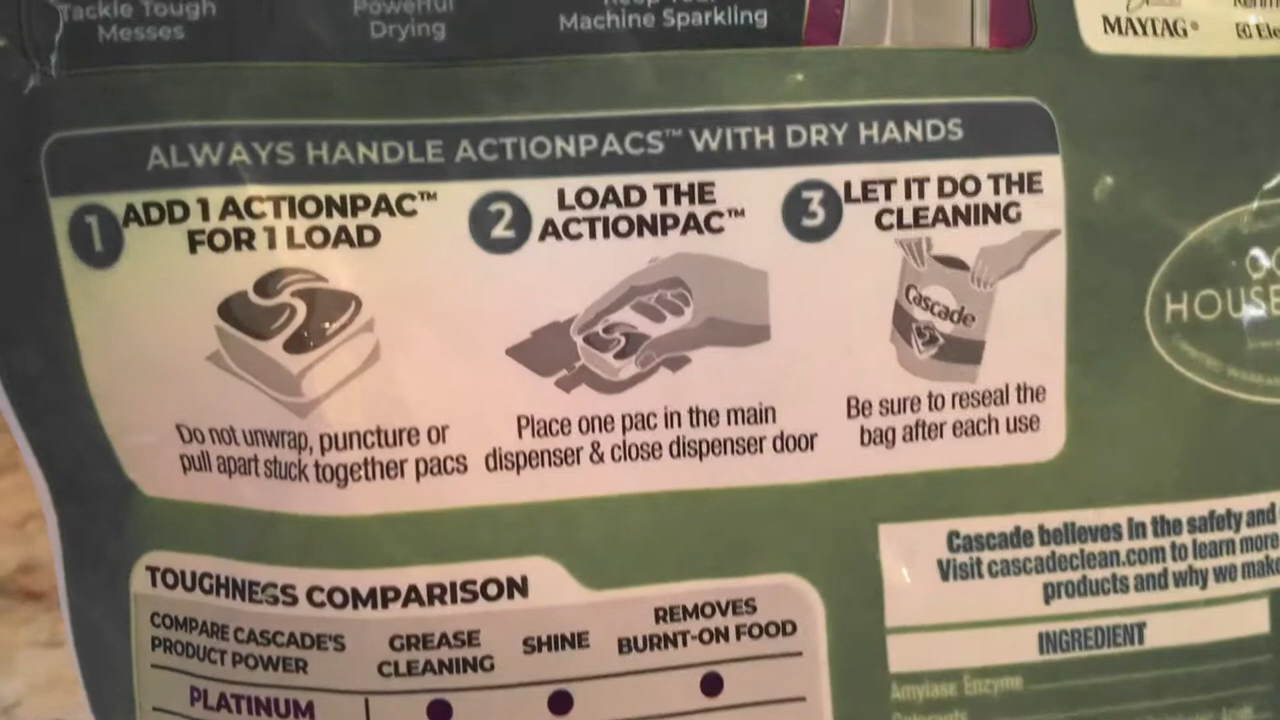 Tackle Tough
Messes
Powerful
Drying
Machine Sparkling
MAYTAG®
ALWAYS HANDLE ACTIONPACS™ WITH DRY HANDS
1 ADD 1 ACTIONPAC™
FOR 1 LOAD
Do not unwrap, puncture or
pull apart stuck together pacs
2 LOAD THE
ACTIONPAC™
Place one pac in the main
dispenser & close dispenser door
3 LET IT DO THE
CLEANING
Cascade
Be sure to reseal the
bag after each use
TOUGHNESS COMPARISON
COMPARE CASCADE'S
PRODUCT POWER
GREASE
CLEANING
SHINE
REMOVES
BURNT-ON FOOD
PLATINUM
Cascade believes in the safety and
Visit cascadeclean.com to learn more
products and why we make
INGREDIENT
Amylase Enzyme